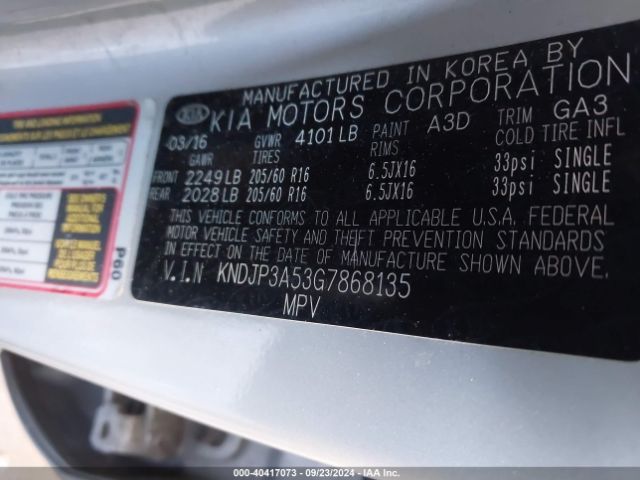 MANUFACTURED IN KOREA BY
KIA KIA MOTORS CORPORATION
03/16 GVWR 4101LB PAINT A3D TRIM GA3
GAWR TIRES RIMS COLD TIRE INFL
FRONT 2249LB 205/60 R16 6.5JX16 33psi SINGLE
REAR 2028LB 205/60 R16 6.5JX16 33psi SINGLE
THIS VEHICLE CONFORMS TO ALL APPLICABLE U.S.A. FEDERAL
MOTOR VEHICLE SAFETY AND THEFT PREVENTION STANDARDS
IN EFFECT ON THE DATE OF MANUFACTURE SHOWN ABOVE.
V.I.N KNDJP3A53G7868135
MPV
TOTAL
P60
000-40417073 - 09/23/2024 - IAA Inc.